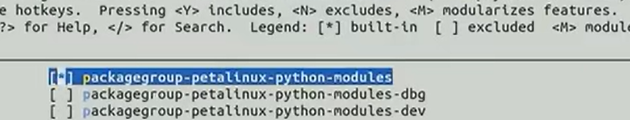 e hotkeys.  Pressing <Y> includes, <N> excludes, <M> modularizes features.
?> for Help, </> for Search.  Legend: [*] built-in  [ ] excluded  <M> module
[*] packagegroup-petalinux-python-modules
[ ] packagegroup-petalinux-python-modules-dbg
[ ] packagegroup-petalinux-python-modules-dev